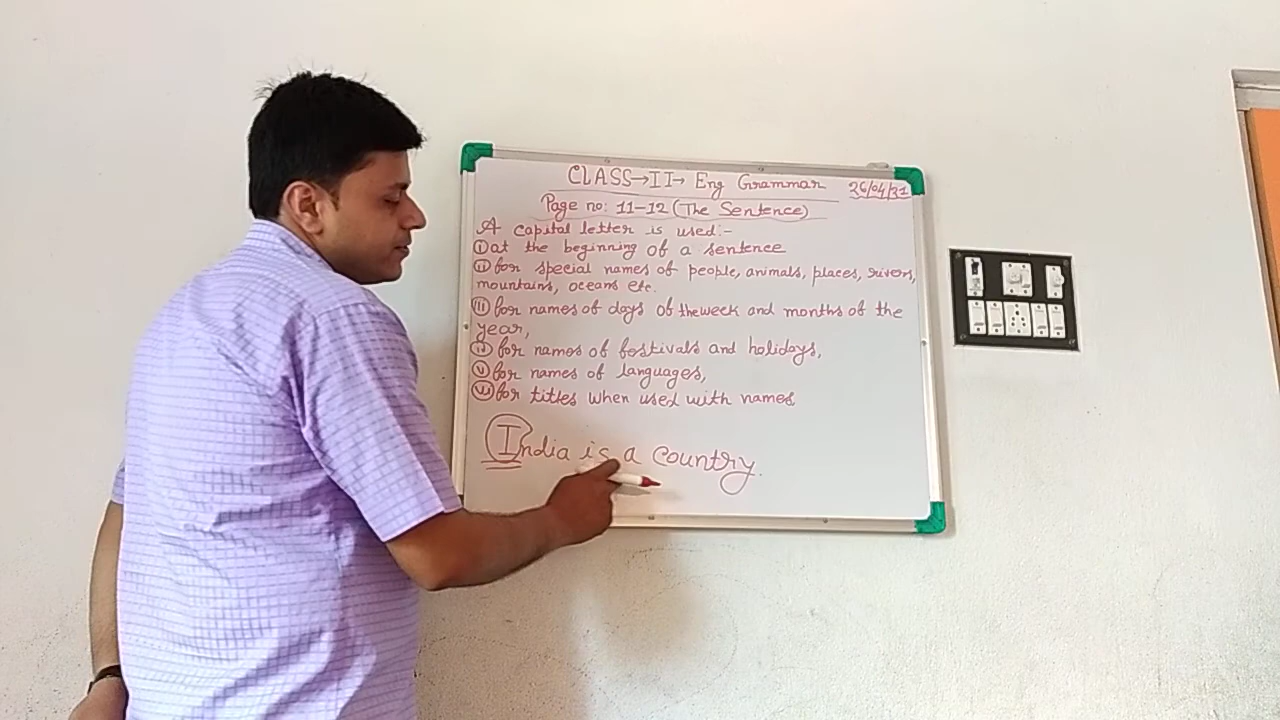 CLASS→II→ Eng Grammar 26/04/21
Page no: 11-12 (The Sentence)
A capital letter is used:-
(i) at the beginning of a sentence
(ii) for special names of people, animals, places, rivers,
mountains, oceans etc.
(iii) for names of days of the week and months of the
year,
(iv) for names of festivals and holidays,
(v) for names of languages,
(vi) for titles when used with names
India is a country.